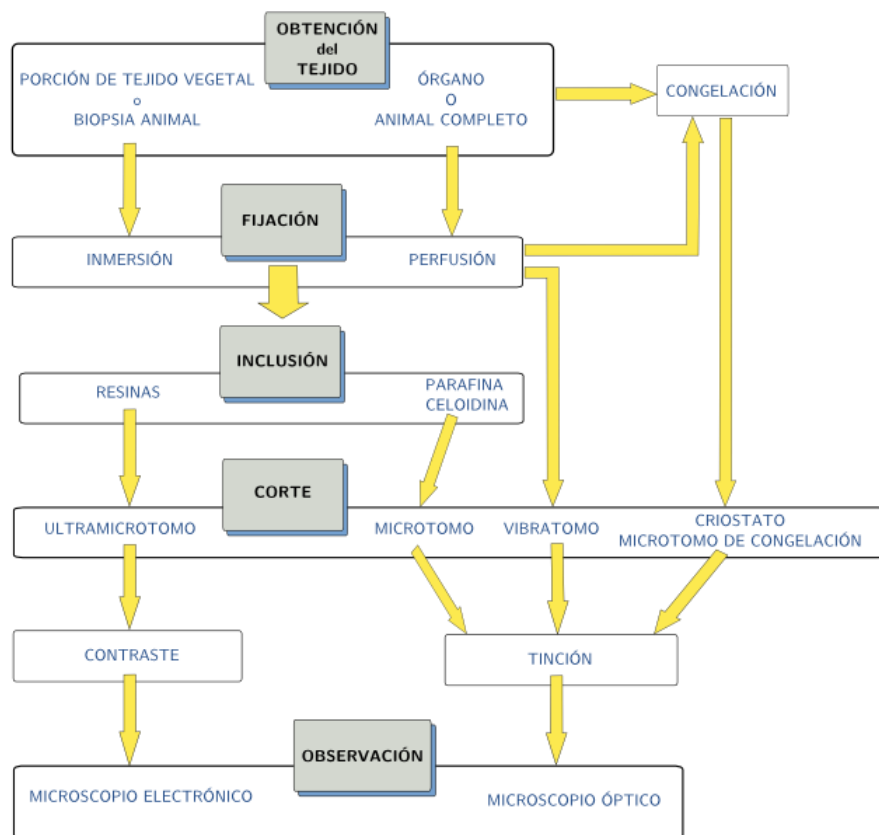 OBTENCIÓN
del
TEJIDO
PORCIÓN DE TEJIDO VEGETAL
o
BIOPSIA ANIMAL
ÓRGANO
O
ANIMAL COMPLETO
CONGELACIÓN
FIJACIÓN
INMERSIÓN
PERFUSIÓN
INCLUSIÓN
RESINAS
PARAFINA
CELOIDINA
CORTE
ULTRAMICROTOMO
MICROTOMO
VIBRATOMO
CRIOSTATO
MICROTOMO DE CONGELACIÓN
CONTRASTE
TINCIÓN
OBSERVACIÓN
MICROSCOPIO ELECTRÓNICO
MICROSCOPIO ÓPTICO